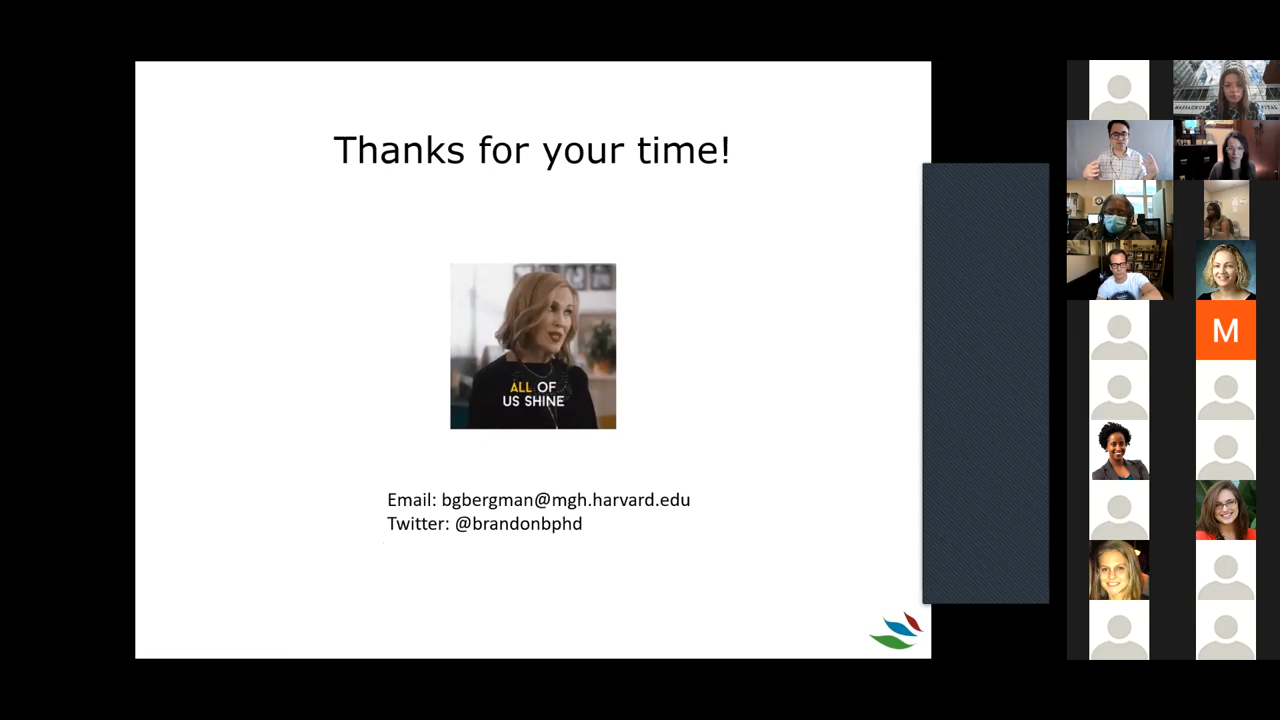 Thanks for your time!
ALL OF
US SHINE
Email: bgbergman@mgh.harvard.edu
Twitter: @brandonbphd
M